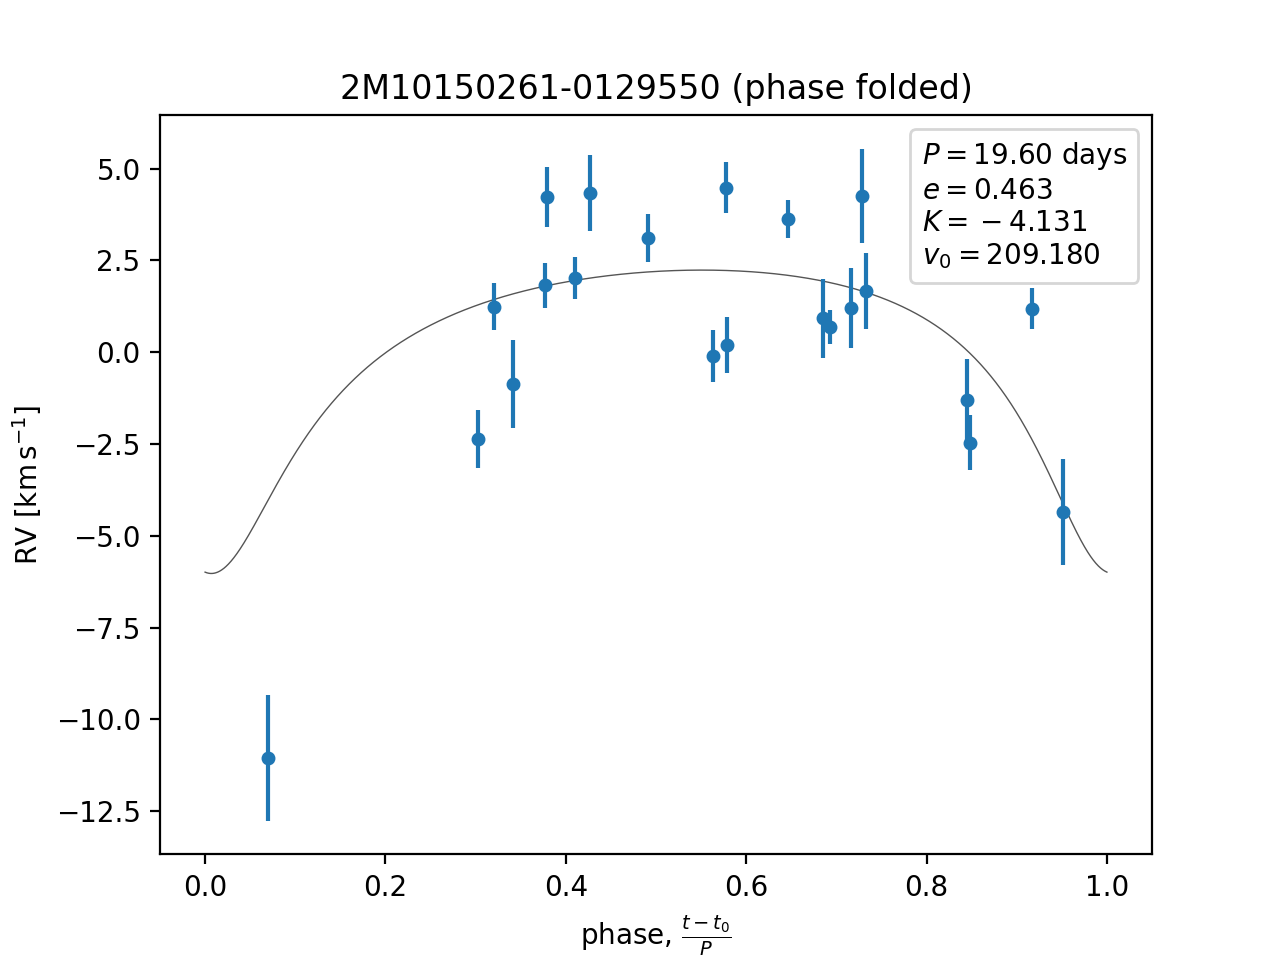 2M10150261-0129550 (phase folded)
P = 19.60 days
e = 0.463
K = −4.131
v₀ = 209.180
5.0
2.5
0.0
−2.5
−5.0
−7.5
−10.0
−12.5
RV [km s⁻¹]
0.0 0.2 0.4 0.6 0.8 1.0
phase, (t − t₀)/P